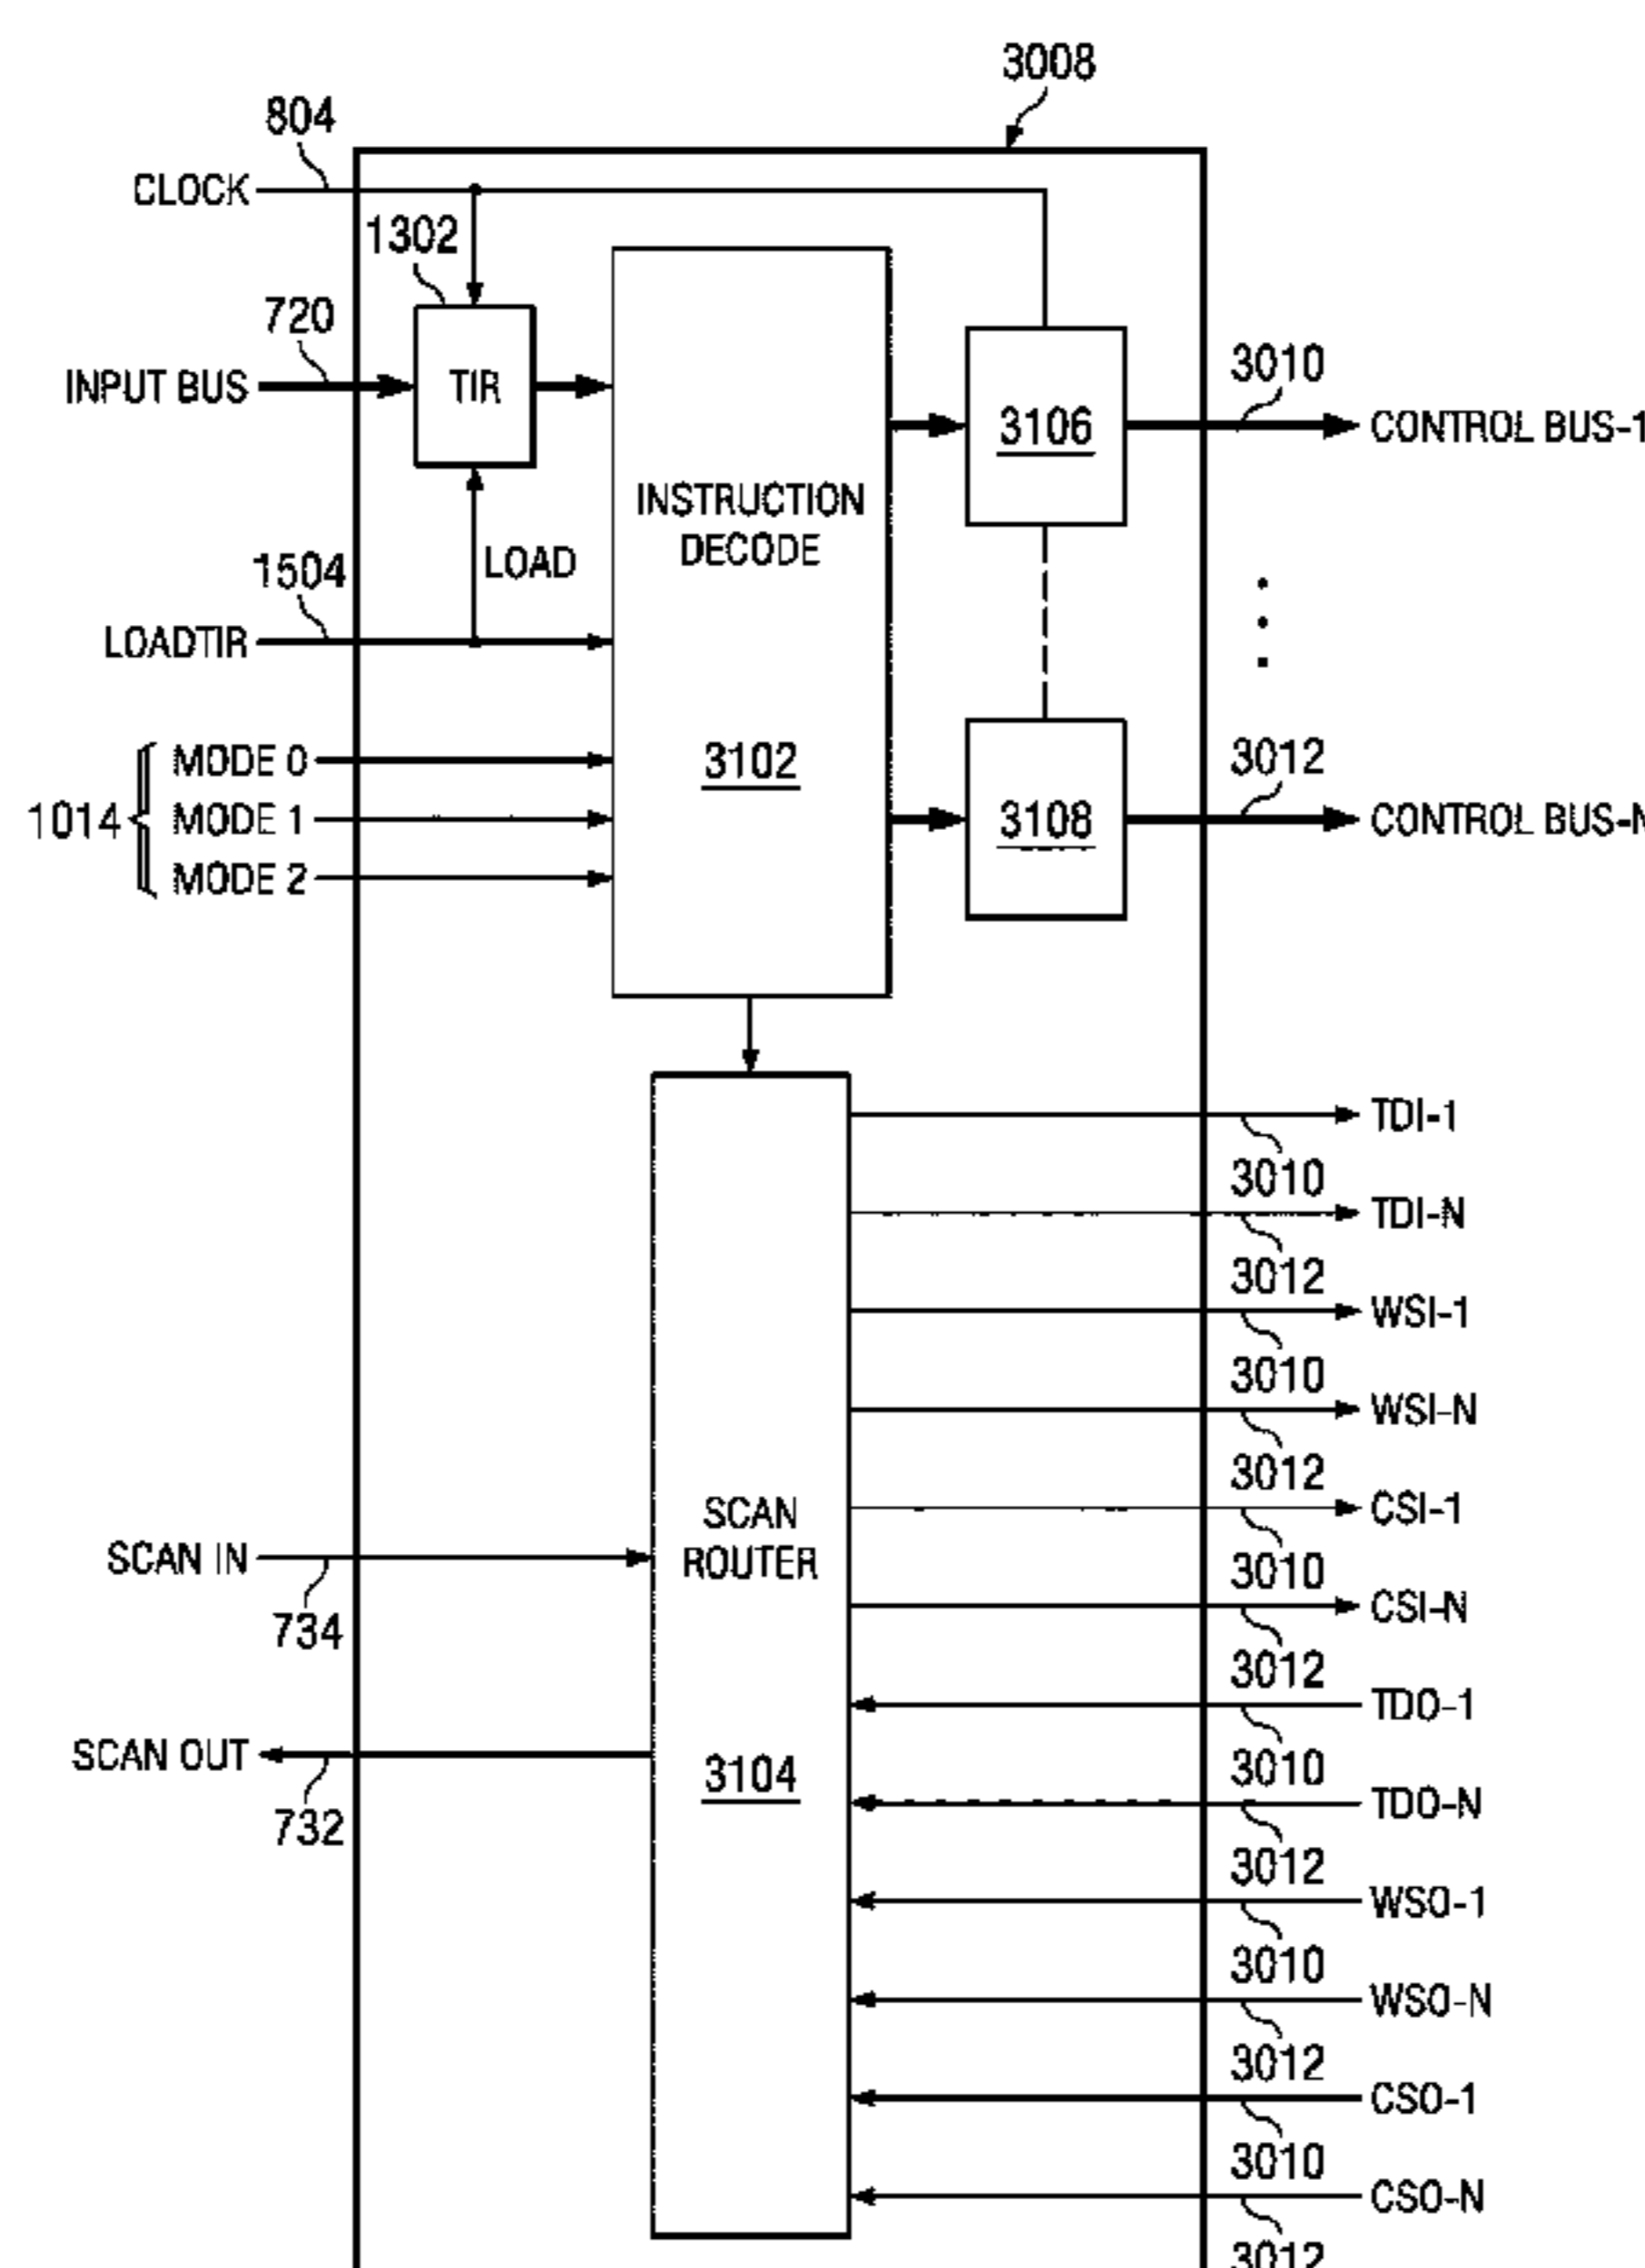 3008
804
CLOCK
1302
720
INPUT BUS
TIR
3106
3010
CONTROL BUS-1
INSTRUCTION
DECODE
1504
LOAD
LOADTIR
3102
3012
1014
MODE 0
MODE 1
MODE 2
3108
CONTROL BUS-N
TDI-1
3010
TDI-N
3012
WSI-1
3010
WSI-N
3012
CSI-1
SCAN
ROUTER
SCAN IN
3010
CSI-N
734
3012
TDO-1
SCAN OUT
3104
3010
TDO-N
732
3012
WSO-1
3010
WSO-N
3012
CSO-1
3010
CSO-N
3012